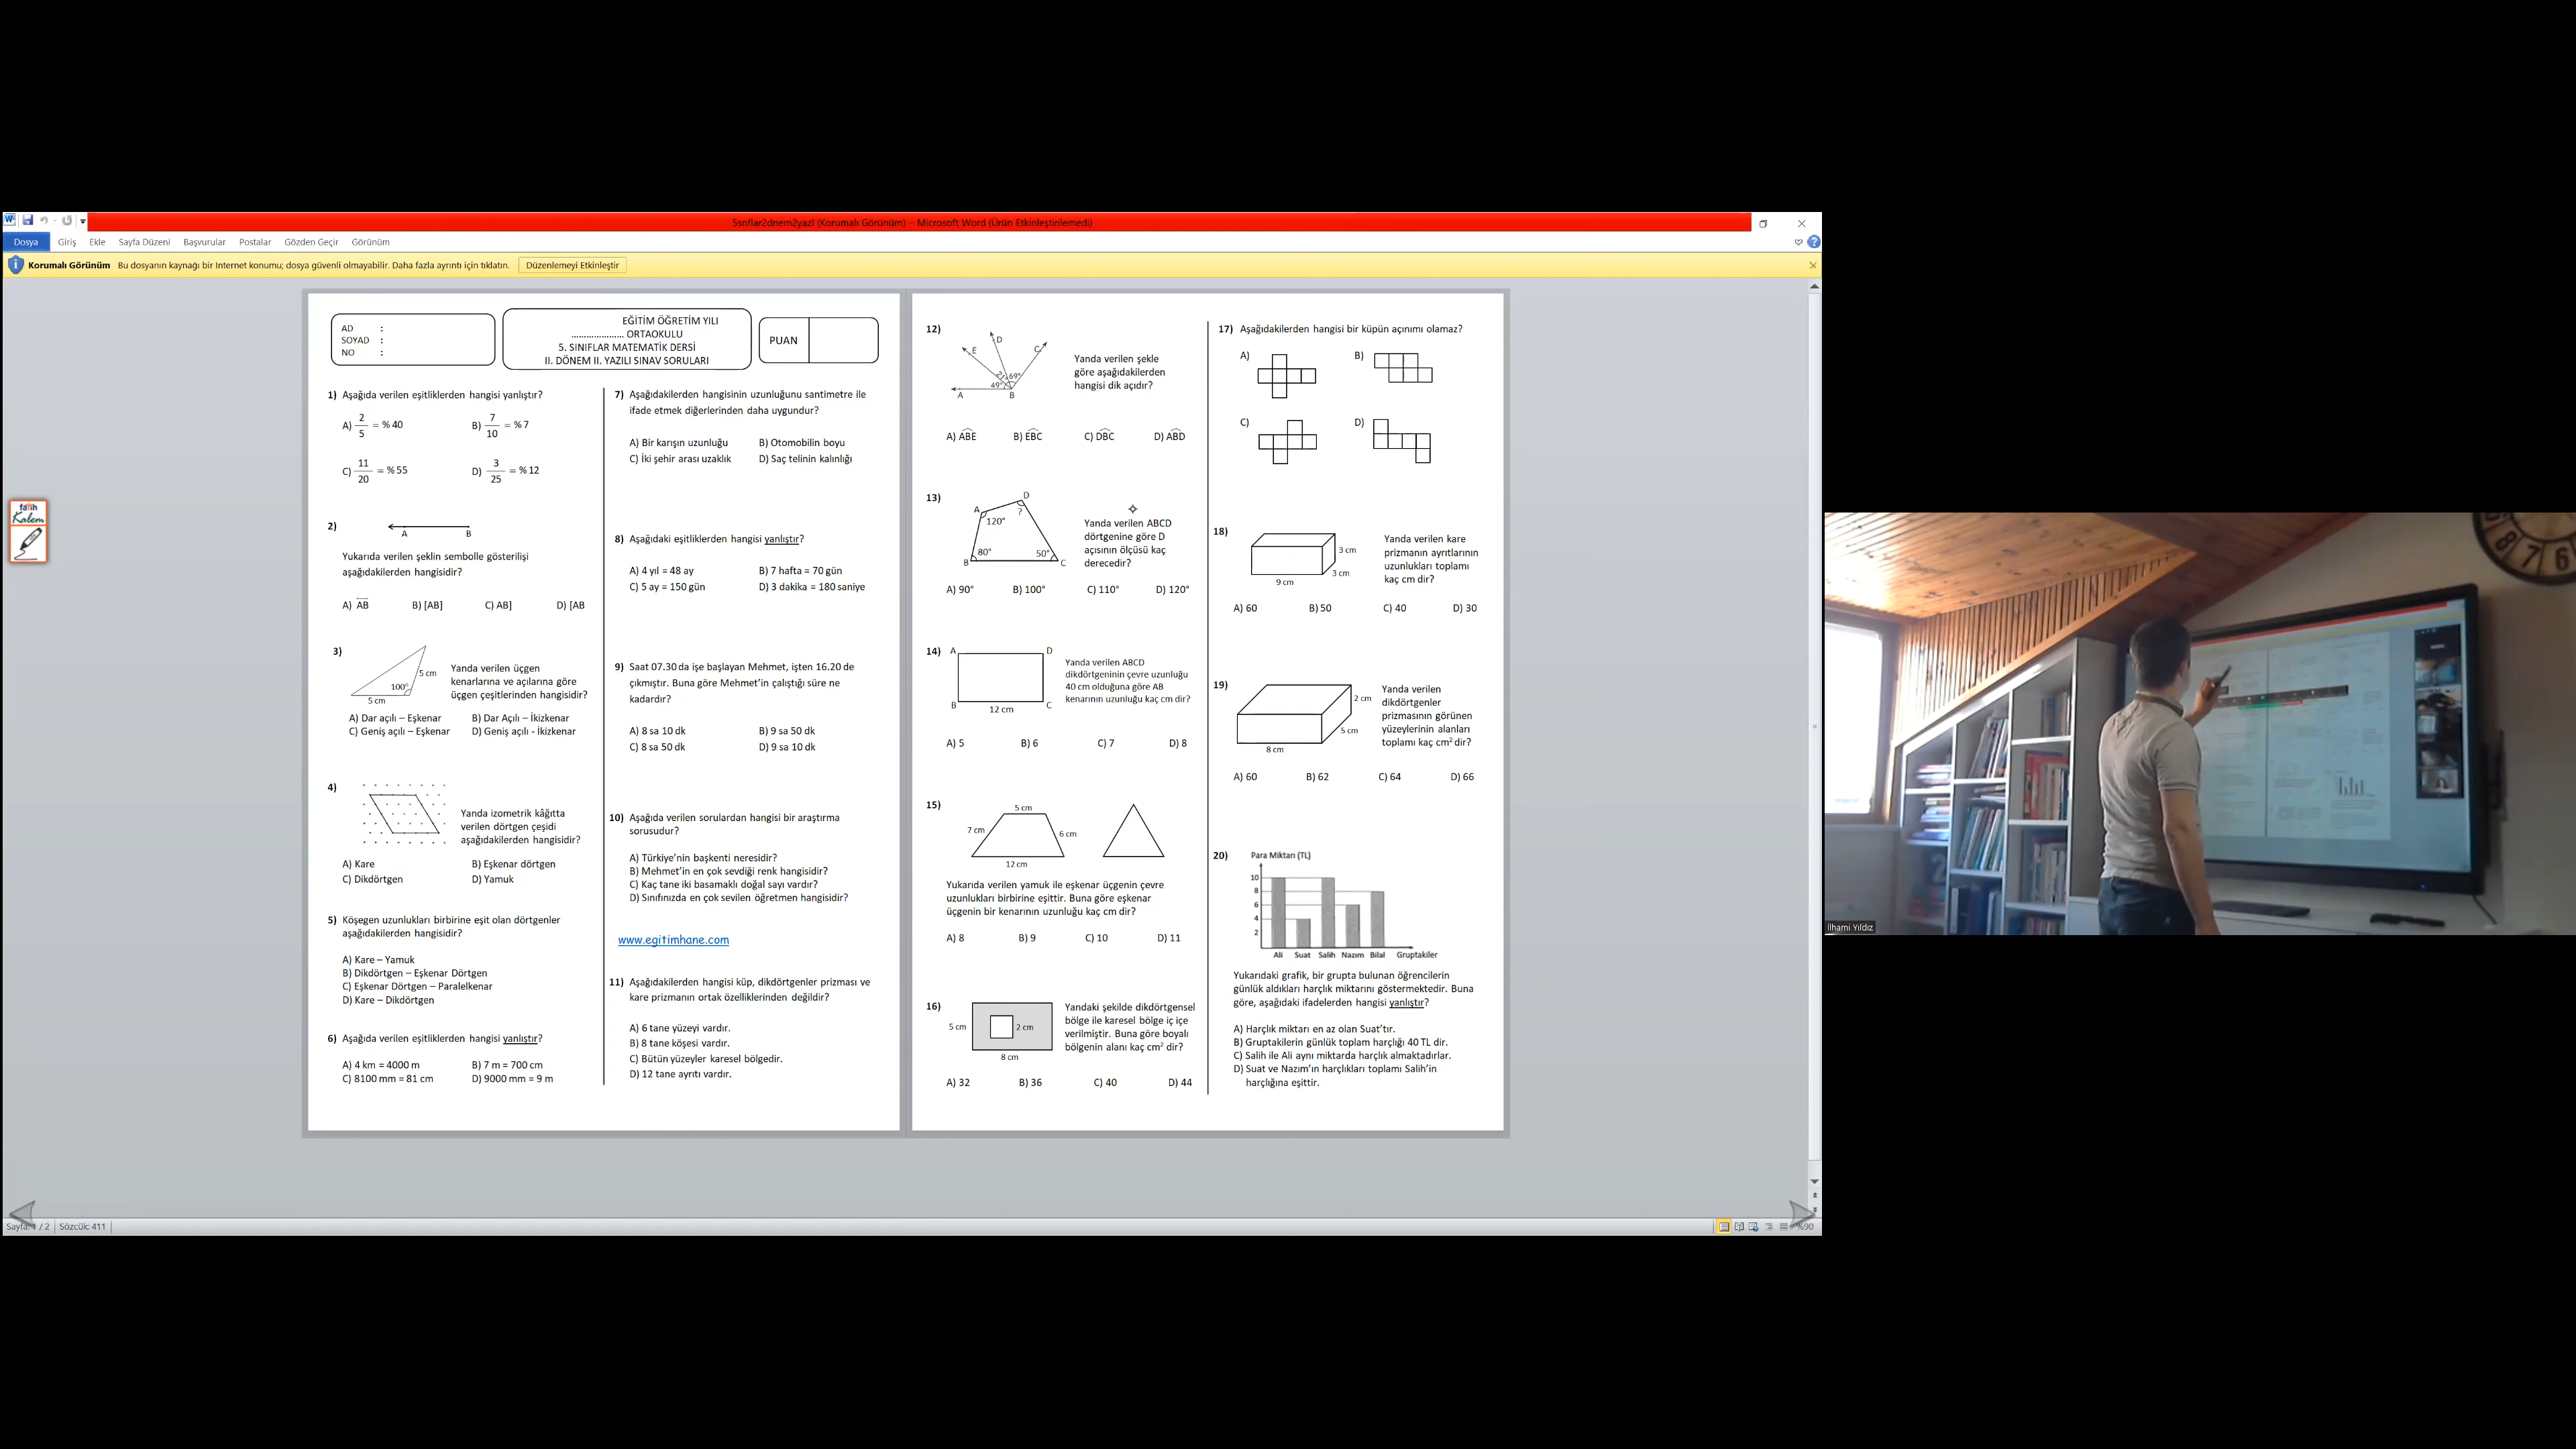 5snflar2dnem2yazl (Korumalı Görünüm) - Microsoft Word (Ürün Etkinleştirilemedi)
Dosya Giriş Ekle Sayfa Düzeni Başvurular Postalar Gözden Geçir Görünüm
Korumalı Görünüm Bu dosyanın kaynağı bir Internet konumu; dosya güvenli olmayabilir. Daha fazla ayrıntı için tıklatın. Düzenlemeyi Etkinleştir
fatih
Kalem
AD :
SOYAD :
NO :
EĞİTİM ÖĞRETİM YILI
..................... ORTAOKULU
5. SINIFLAR MATEMATİK DERSİ
II. DÖNEM II. YAZILI SINAV SORULARI
PUAN
1) Aşağıda verilen eşitliklerden hangisi yanlıştır?
A) 2/5 = % 40 B) 7/10 = % 7
C) 11/20 = % 55 D) 3/25 = % 12
2)
A B
Yukarıda verilen şeklin sembolle gösterilişi
aşağıdakilerden hangisidir?
A) AB B) [AB] C) AB] D) [AB
3)
5 cm
100°
5 cm
Yanda verilen üçgen
kenarlarına ve açılarına göre
üçgen çeşitlerinden hangisidir?
A) Dar açılı – Eşkenar B) Dar Açılı – İkizkenar
C) Geniş açılı – Eşkenar D) Geniş açılı - İkizkenar
4)
Yanda izometrik kâğıtta
verilen dörtgen çeşidi
aşağıdakilerden hangisidir?
A) Kare B) Eşkenar dörtgen
C) Dikdörtgen D) Yamuk
5) Köşegen uzunlukları birbirine eşit olan dörtgenler
aşağıdakilerden hangisidir?
A) Kare – Yamuk
B) Dikdörtgen – Eşkenar Dörtgen
C) Eşkenar Dörtgen – Paralelkenar
D) Kare – Dikdörtgen
6) Aşağıda verilen eşitliklerden hangisi yanlıştır?
A) 4 km = 4000 m B) 7 m = 700 cm
C) 8100 mm = 81 cm D) 9000 mm = 9 m
7) Aşağıdakilerden hangisinin uzunluğunu santimetre ile
ifade etmek diğerlerinden daha uygundur?
A) Bir karışın uzunluğu B) Otomobilin boyu
C) İki şehir arası uzaklık D) Saç telinin kalınlığı
8) Aşağıdaki eşitliklerden hangisi yanlıştır?
A) 4 yıl = 48 ay B) 7 hafta = 70 gün
C) 5 ay = 150 gün D) 3 dakika = 180 saniye
9) Saat 07.30 da işe başlayan Mehmet, işten 16.20 de
çıkmıştır. Buna göre Mehmet'in çalıştığı süre ne
kadardır?
A) 8 sa 10 dk B) 9 sa 50 dk
C) 8 sa 50 dk D) 9 sa 10 dk
10) Aşağıda verilen sorulardan hangisi bir araştırma
sorusudur?
A) Türkiye'nin başkenti neresidir?
B) Mehmet'in en çok sevdiği renk hangisidir?
C) Kaç tane iki basamaklı doğal sayı vardır?
D) Sınıfınızda en çok sevilen öğretmen hangisidir?
www.egitimhane.com
11) Aşağıdakilerden hangisi küp, dikdörtgenler prizması ve
kare prizmanın ortak özelliklerinden değildir?
A) 6 tane yüzeyi vardır.
B) 8 tane köşesi vardır.
C) Bütün yüzeyler karesel bölgedir.
D) 12 tane ayrıtı vardır.
12)
D
E C
21° 69°
49°
A B
Yanda verilen şekle
göre aşağıdakilerden
hangisi dik açıdır?
A) ABE B) EBC C) DBC D) ABD
13)
D
A ?
120°
80° 50°
B C
Yanda verilen ABCD
dörtgenine göre D
açısının ölçüsü kaç
derecedir?
A) 90° B) 100° C) 110° D) 120°
14)
A D
B C
12 cm
Yanda verilen ABCD
dikdörtgeninin çevre uzunluğu
40 cm olduğuna göre AB
kenarının uzunluğu kaç cm dir?
A) 5 B) 6 C) 7 D) 8
15)
5 cm
7 cm 6 cm
12 cm
Yukarıda verilen yamuk ile eşkenar üçgenin çevre
uzunlukları birbirine eşittir. Buna göre eşkenar
üçgenin bir kenarının uzunluğu kaç cm dir?
A) 8 B) 9 C) 10 D) 11
16)
5 cm 2 cm
8 cm
Yandaki şekilde dikdörtgensel
bölge ile karesel bölge iç içe
verilmiştir. Buna göre boyalı
bölgenin alanı kaç cm² dir?
A) 32 B) 36 C) 40 D) 44
17) Aşağıdakilerden hangisi bir küpün açınımı olamaz?
A) B)
C) D)
18)
3 cm
3 cm
9 cm
Yanda verilen kare
prizmanın ayrıtlarının
uzunlukları toplamı
kaç cm dir?
A) 60 B) 50 C) 40 D) 30
19)
2 cm
5 cm
8 cm
Yanda verilen
dikdörtgenler
prizmasının görünen
yüzeylerinin alanları
toplamı kaç cm² dir?
A) 60 B) 62 C) 64 D) 66
20) Para Miktarı (TL)
10
8
6
4
2
Ali Suat Salih Nazım Bilal Gruptakiler
Yukarıdaki grafik, bir grupta bulunan öğrencilerin
günlük aldıkları harçlık miktarını göstermektedir. Buna
göre, aşağıdaki ifadelerden hangisi yanlıştır?
A) Harçlık miktarı en az olan Suat'tır.
B) Gruptakilerin günlük toplam harçlığı 40 TL dir.
C) Salih ile Ali aynı miktarda harçlık almaktadırlar.
D) Suat ve Nazım'ın harçlıkları toplamı Salih'in
harçlığına eşittir.
Sayfa: 1 / 2 Sözcük: 411
%90
8 7 6
İlhami Yıldız